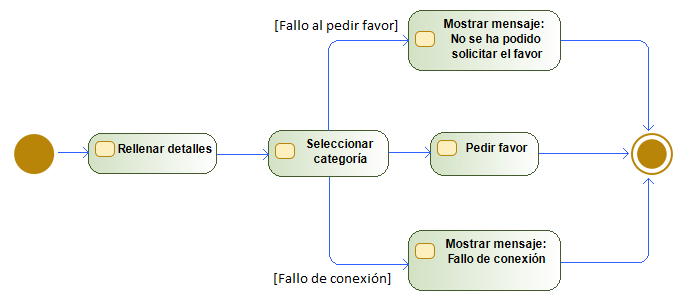 [Fallo al pedir favor]
Mostrar mensaje:
No se ha podido
solicitar el favor
Rellenar detalles
Seleccionar
categoría
Pedir favor
Mostrar mensaje:
Fallo de conexión
[Fallo de conexión]